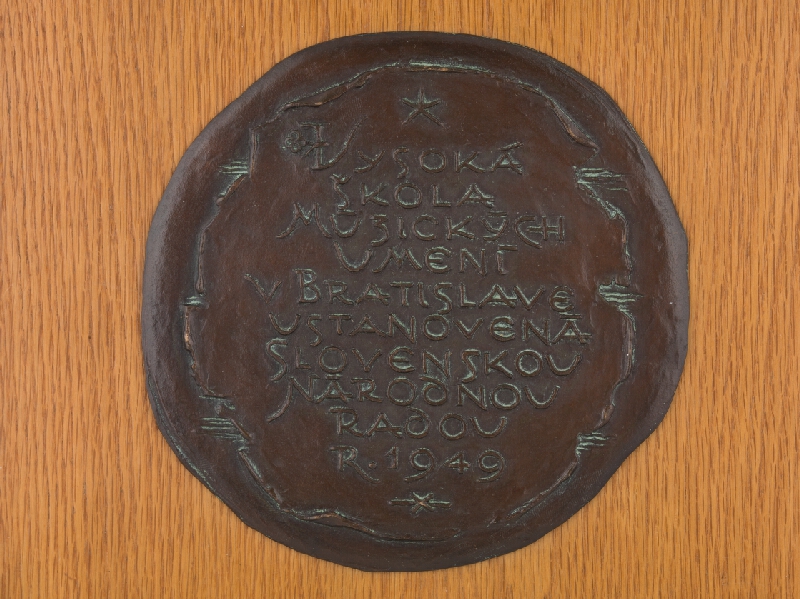 VYSOKÁ
ŠKOLA
MÚZICKÝCH
UMENÍ
V BRATISLAVE
USTANOVENÁ
SLOVENSKOU
NÁRODNOU
RADOU
R. 1949